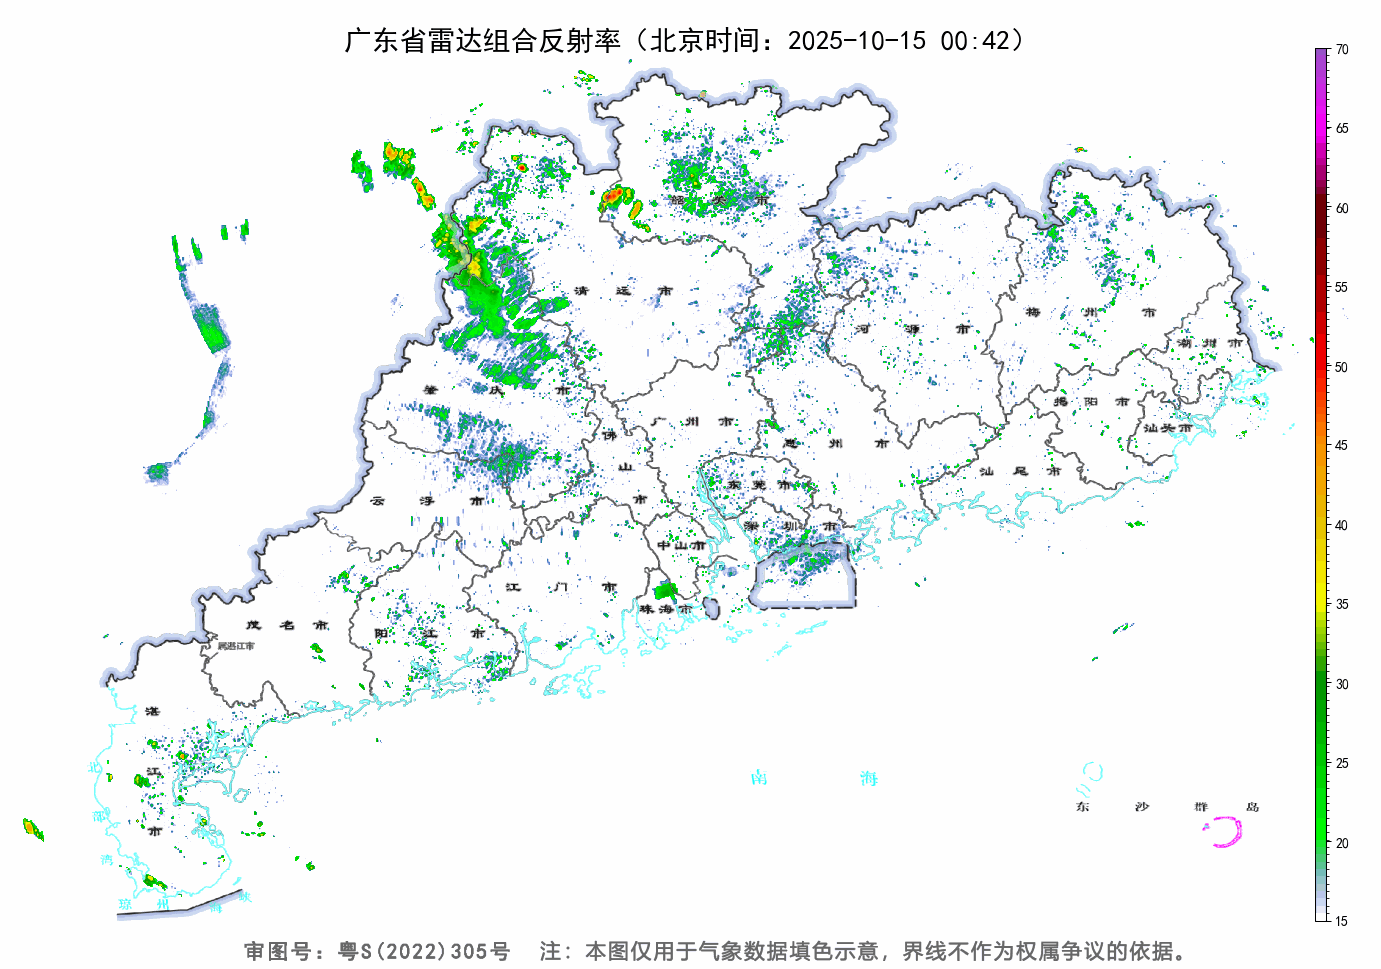 广东省雷达组合反射率（北京时间：2025-10-15 00:42）
70
65
60
55
50
45
40
35
30
25
20
15
韶关市
清远市
河源市
梅州市
潮州市
肇庆市
揭阳市
广州市
汕头市
佛山市
惠州市
汕尾市
东莞市
云浮市
深圳市
中山市
江门市
珠海市
茂名市
阳江市
属湛江市
湛江市
南海
东沙群岛
北部湾
琼州海峡
审图号：粤S(2022)305号 注：本图仅用于气象数据填色示意，界线不作为权属争议的依据。